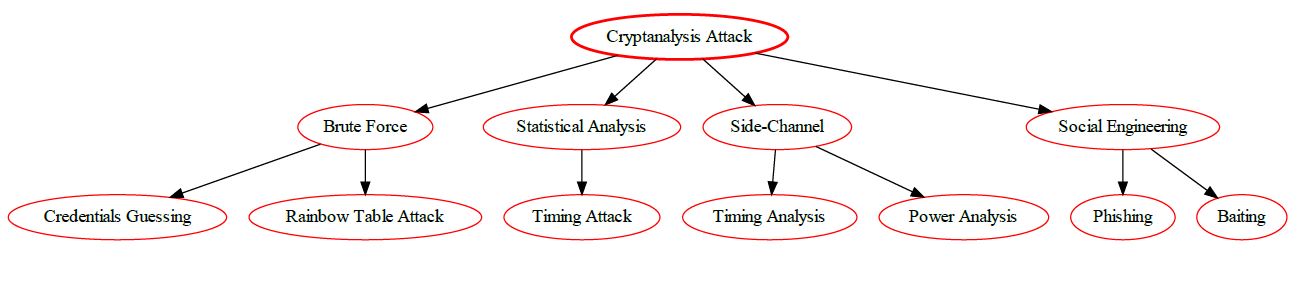 Cryptanalysis Attack
Brute Force
Statistical Analysis
Side-Channel
Social Engineering
Credentials Guessing
Rainbow Table Attack
Timing Attack
Timing Analysis
Power Analysis
Phishing
Baiting